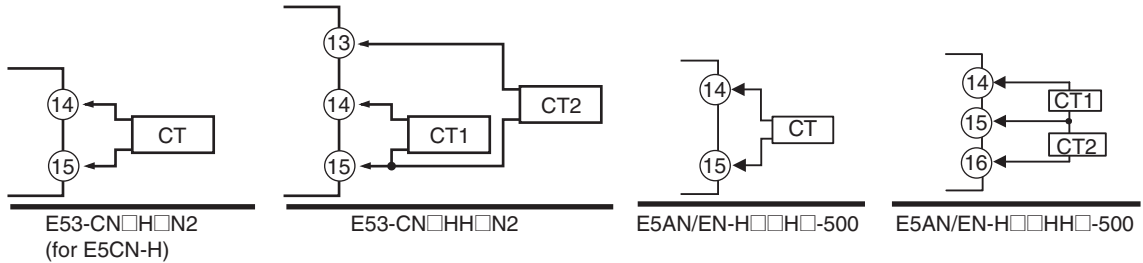 14
15
CT
E53-CN□H□N2
(for E5CN-H)
13
14
15
CT1
CT2
E53-CN□HH□N2
14
15
CT
E5AN/EN-H□□H□-500
14
15
16
CT1
CT2
E5AN/EN-H□□HH□-500